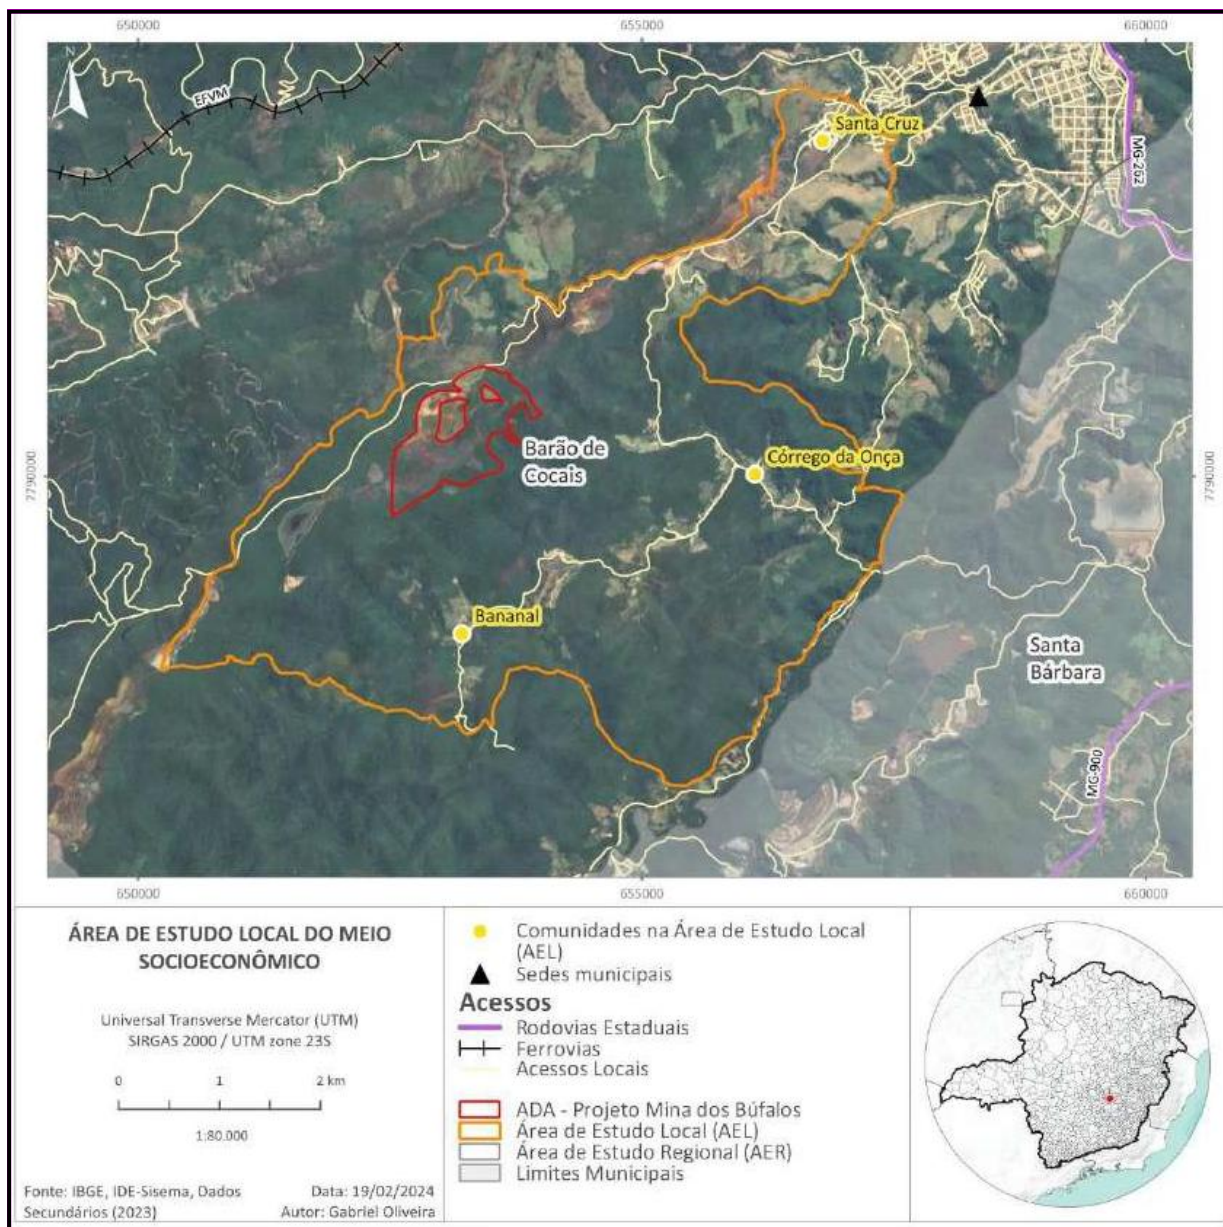 650000
655000
660000
N
EFVM
Santa Cruz
MG-262
Barão de
Cocais
Córrego da Onça
7790000
7790000
Bananal
Santa
Bárbara
MG-900
650000
655000
660000
ÁREA DE ESTUDO LOCAL DO MEIO
SOCIOECONÔMICO
Universal Transverse Mercator (UTM)
SIRGAS 2000 / UTM zone 23S
0 1 2 km
1:80.000
Fonte: IBGE, IDE-Sisema, Dados
Secundários (2023)
Data: 19/02/2024
Autor: Gabriel Oliveira
Comunidades na Área de Estudo Local
(AEL)
Sedes municipais
Acessos
Rodovias Estaduais
Ferrovias
Acessos Locais
ADA - Projeto Mina dos Búfalos
Área de Estudo Local (AEL)
Área de Estudo Regional (AER)
Limites Municipais